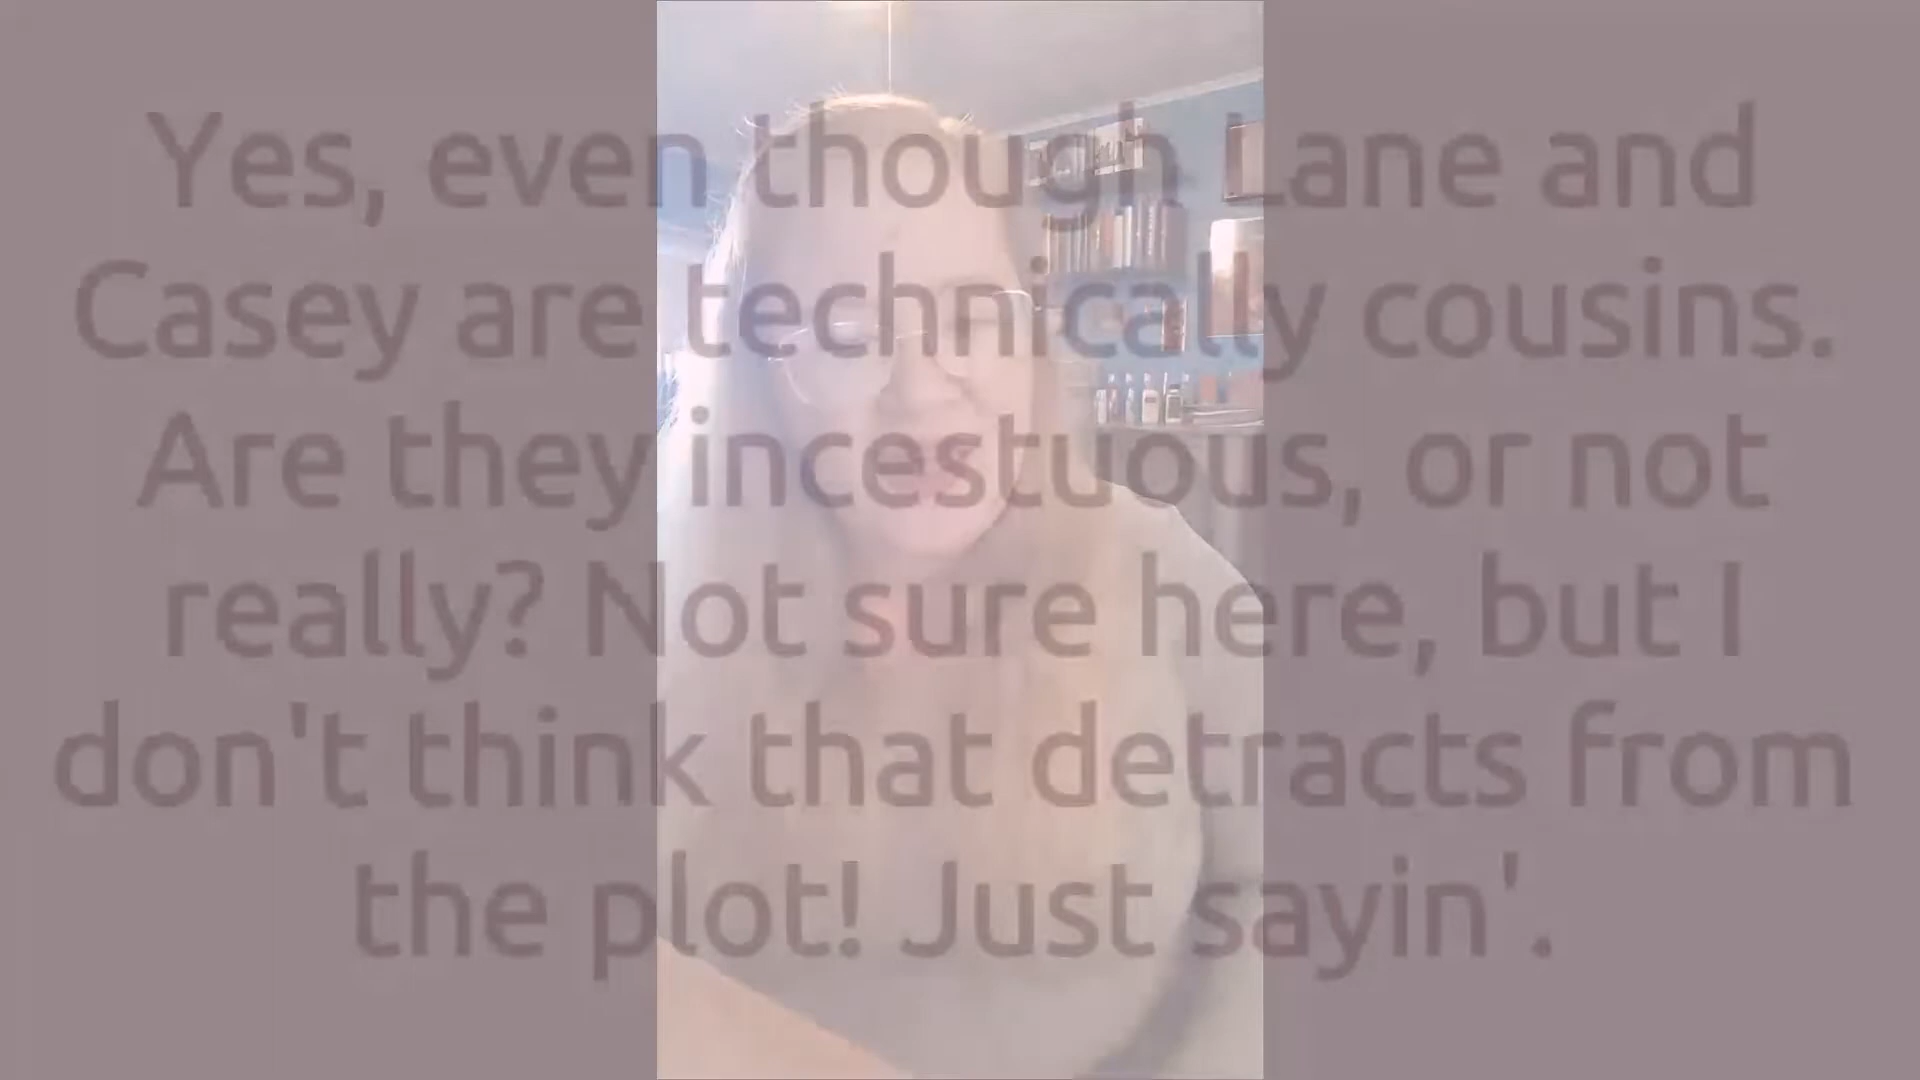 Yes, even though Lane and
Casey are technically cousins.
Are they incestuous, or not
really? Not sure here, but I
don't think that detracts from
the plot! Just sayin'.